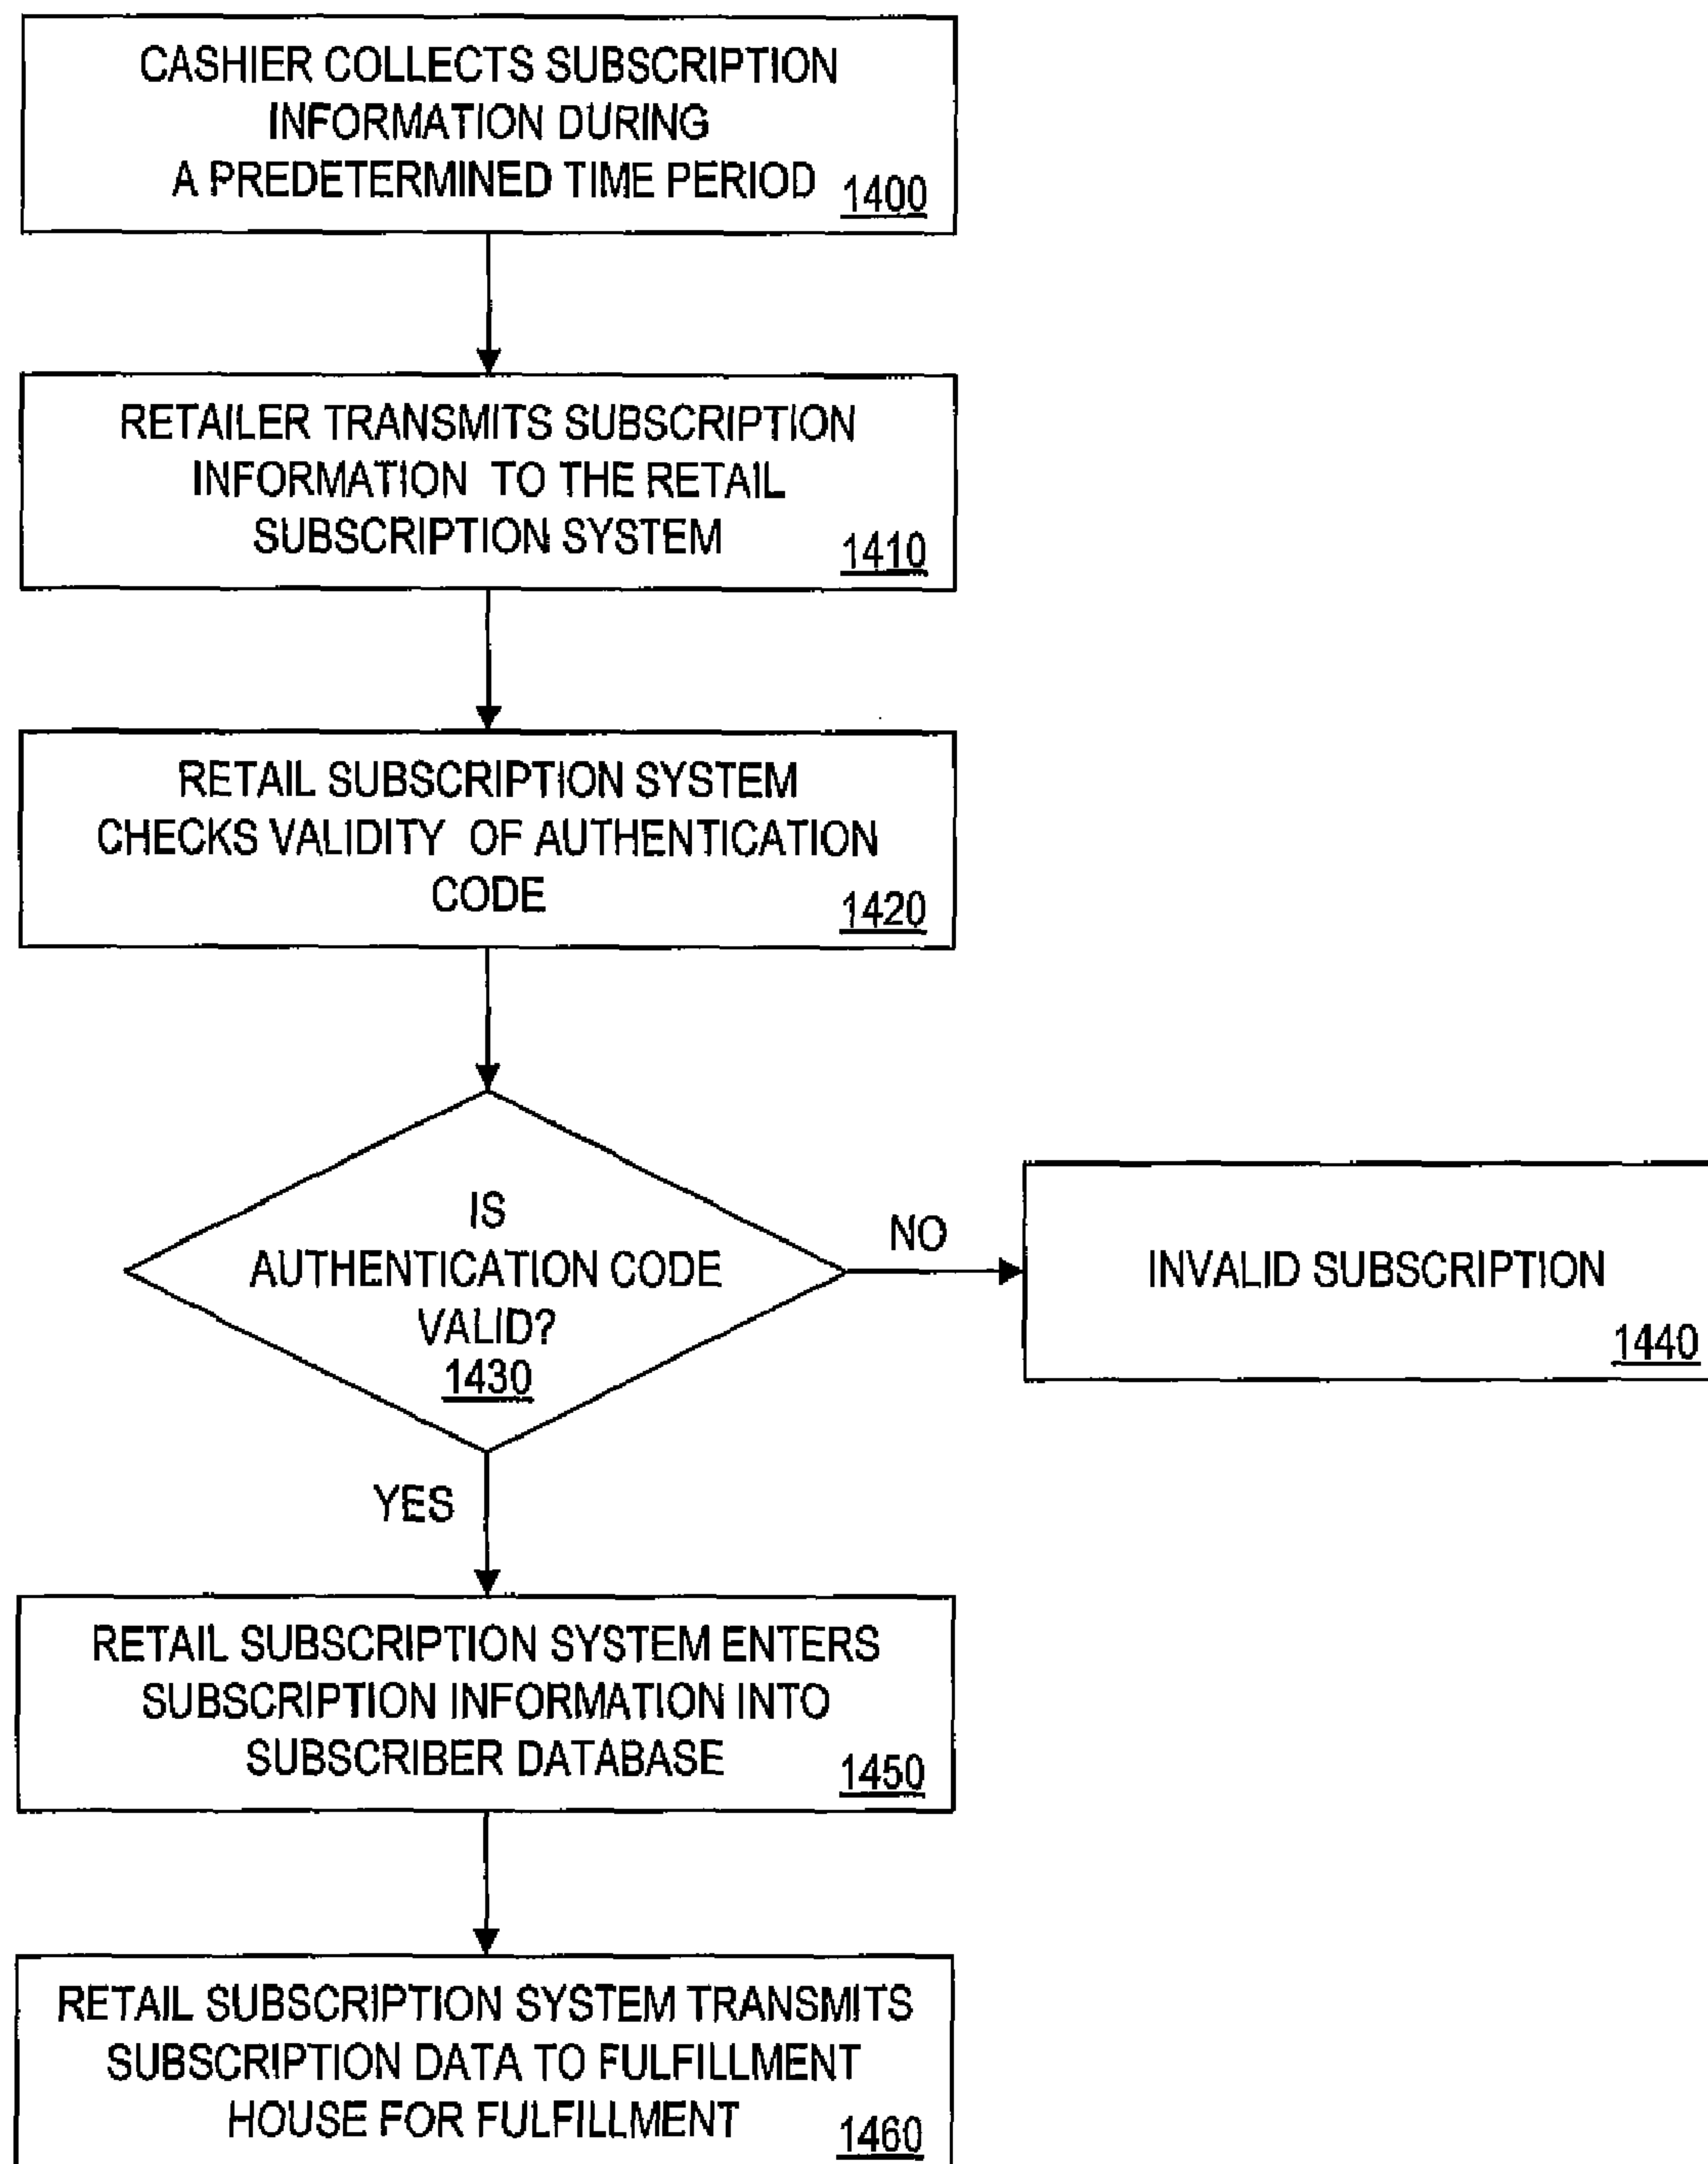 CASHIER COLLECTS SUBSCRIPTION
INFORMATION DURING
A PREDETERMINED TIME PERIOD
1400
RETAILER TRANSMITS SUBSCRIPTION
INFORMATION TO THE RETAIL
SUBSCRIPTION SYSTEM
1410
RETAIL SUBSCRIPTION SYSTEM
CHECKS VALIDITY OF AUTHENTICATION
CODE
1420
IS
AUTHENTICATION CODE
VALID?
1430
NO
INVALID SUBSCRIPTION
1440
YES
RETAIL SUBSCRIPTION SYSTEM ENTERS
SUBSCRIPTION INFORMATION INTO
SUBSCRIBER DATABASE
1450
RETAIL SUBSCRIPTION SYSTEM TRANSMITS
SUBSCRIPTION DATA TO FULFILLMENT
HOUSE FOR FULFILLMENT
1460